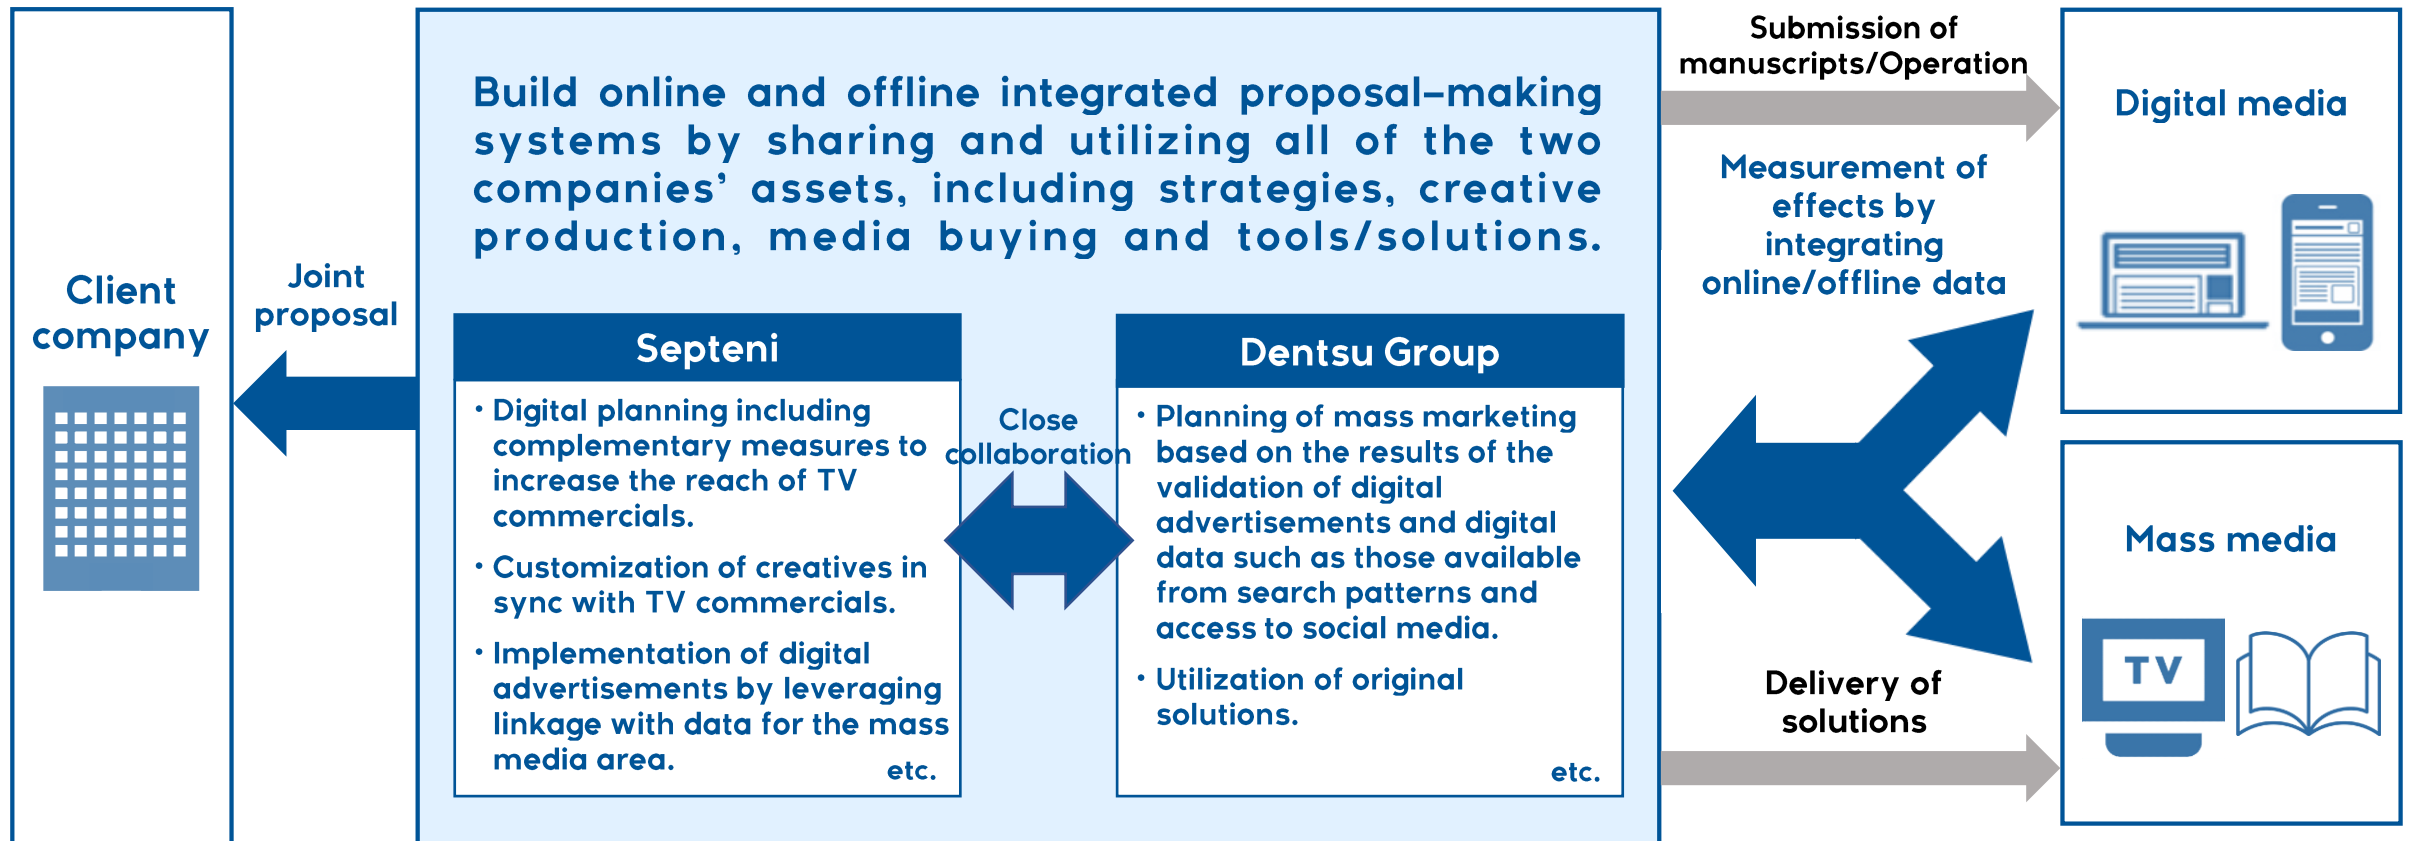 Client
company
Joint
proposal
Build online and offline integrated proposal–making
systems by sharing and utilizing all of the two
companies’ assets, including strategies, creative
production, media buying and tools/solutions.
Septeni
• Digital planning including
complementary measures to
increase the reach of TV
commercials.
• Customization of creatives in
sync with TV commercials.
• Implementation of digital
advertisements by leveraging
linkage with data for the mass
media area.
etc.
Close
collaboration
Dentsu Group
• Planning of mass marketing
based on the results of the
validation of digital
advertisements and digital
data such as those available
from search patterns and
access to social media.
• Utilization of original
solutions.
etc.
Submission of
manuscripts/Operation
Measurement of
effects by
integrating
online/offline data
Delivery of
solutions
Digital media
Mass media
TV